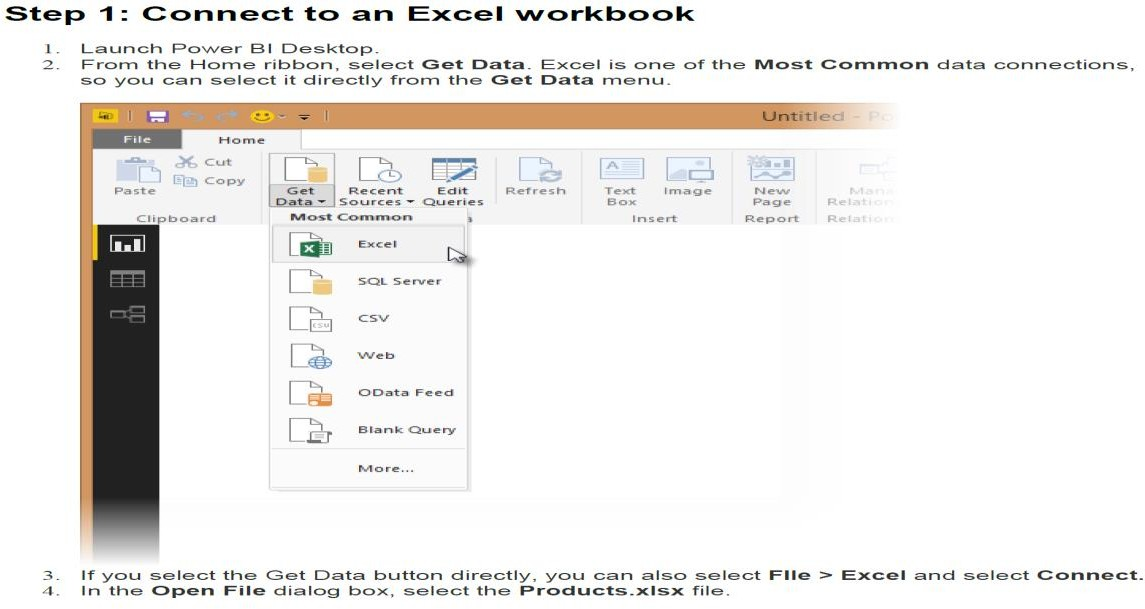 Step 1: Connect to an Excel workbook
1. Launch Power BI Desktop.
2. From the Home ribbon, select Get Data. Excel is one of the Most Common data connections,
so you can select it directly from the Get Data menu.
Untitled - Po
File Home
Cut
Copy
Paste
Get Data
Recent Sources
Edit Queries
Refresh
Text Box
Image
New Page
Mana
Relation
Clipboard
Insert
Report
Relation
Most Common
Excel
SQL Server
CSV
CSV
Web
OData Feed
Blank Query
More...
3. If you select the Get Data button directly, you can also select FIle > Excel and select Connect.
4. In the Open File dialog box, select the Products.xlsx file.